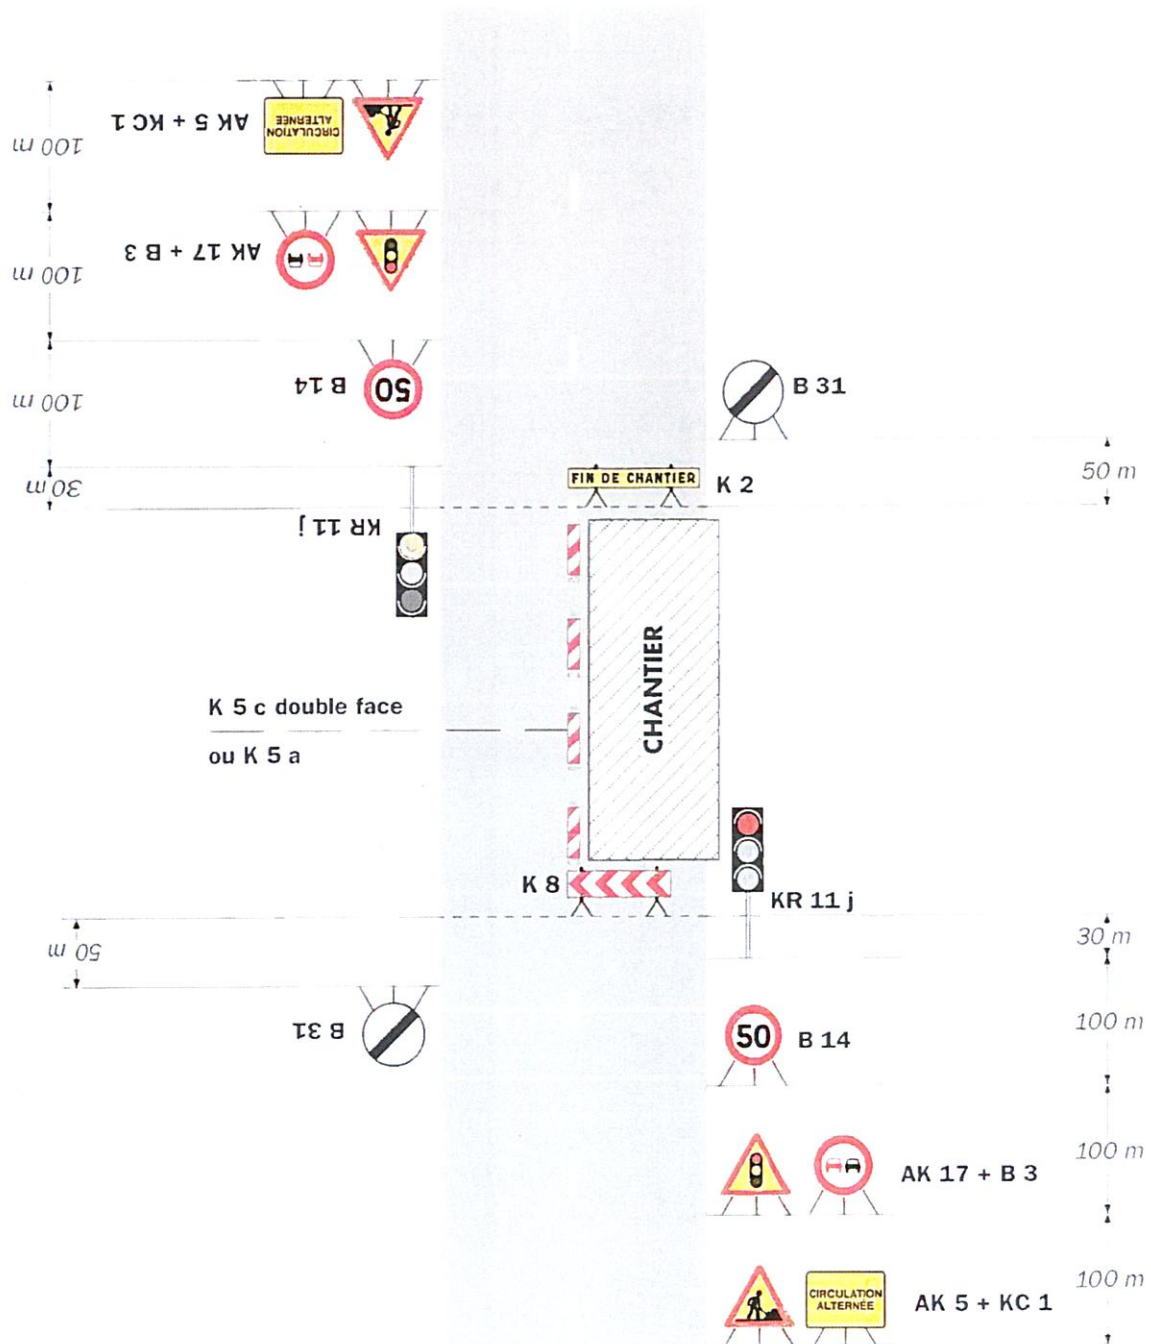 AK 5 + KC 1
CIRCULATION
ALTERNÉE
100 m
AK 17 + B 3
100 m
B 14
50
100 m
B 31
50 m
FIN DE CHANTIER
K 2
30 m
KR 11 j
CHANTIER
K 5 c double face
ou K 5 a
K 8
KR 11 j
50 m
30 m
B 31
50
B 14
100 m
AK 17 + B 3
100 m
CIRCULATION
ALTERNÉE
AK 5 + KC 1
100 m